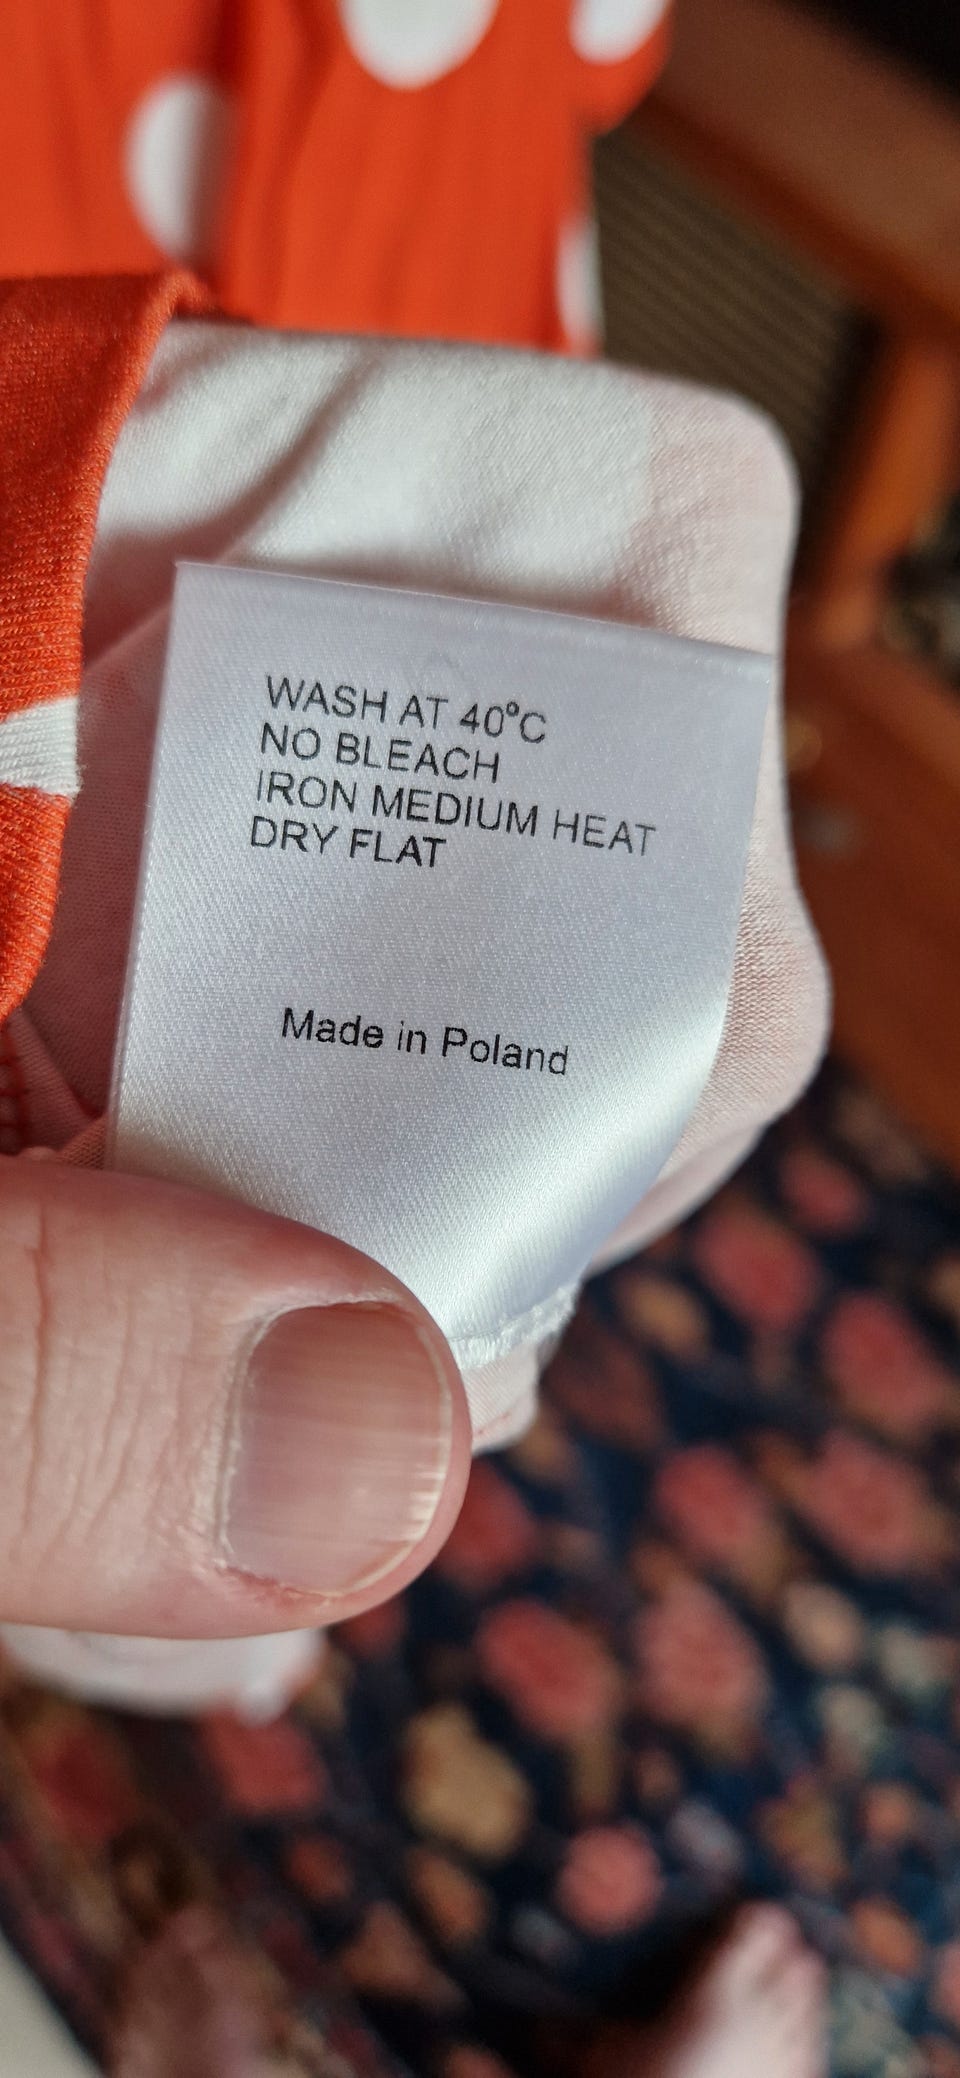 WASH AT 40°C
NO BLEACH
IRON MEDIUM HEAT
DRY FLAT
Made in Poland